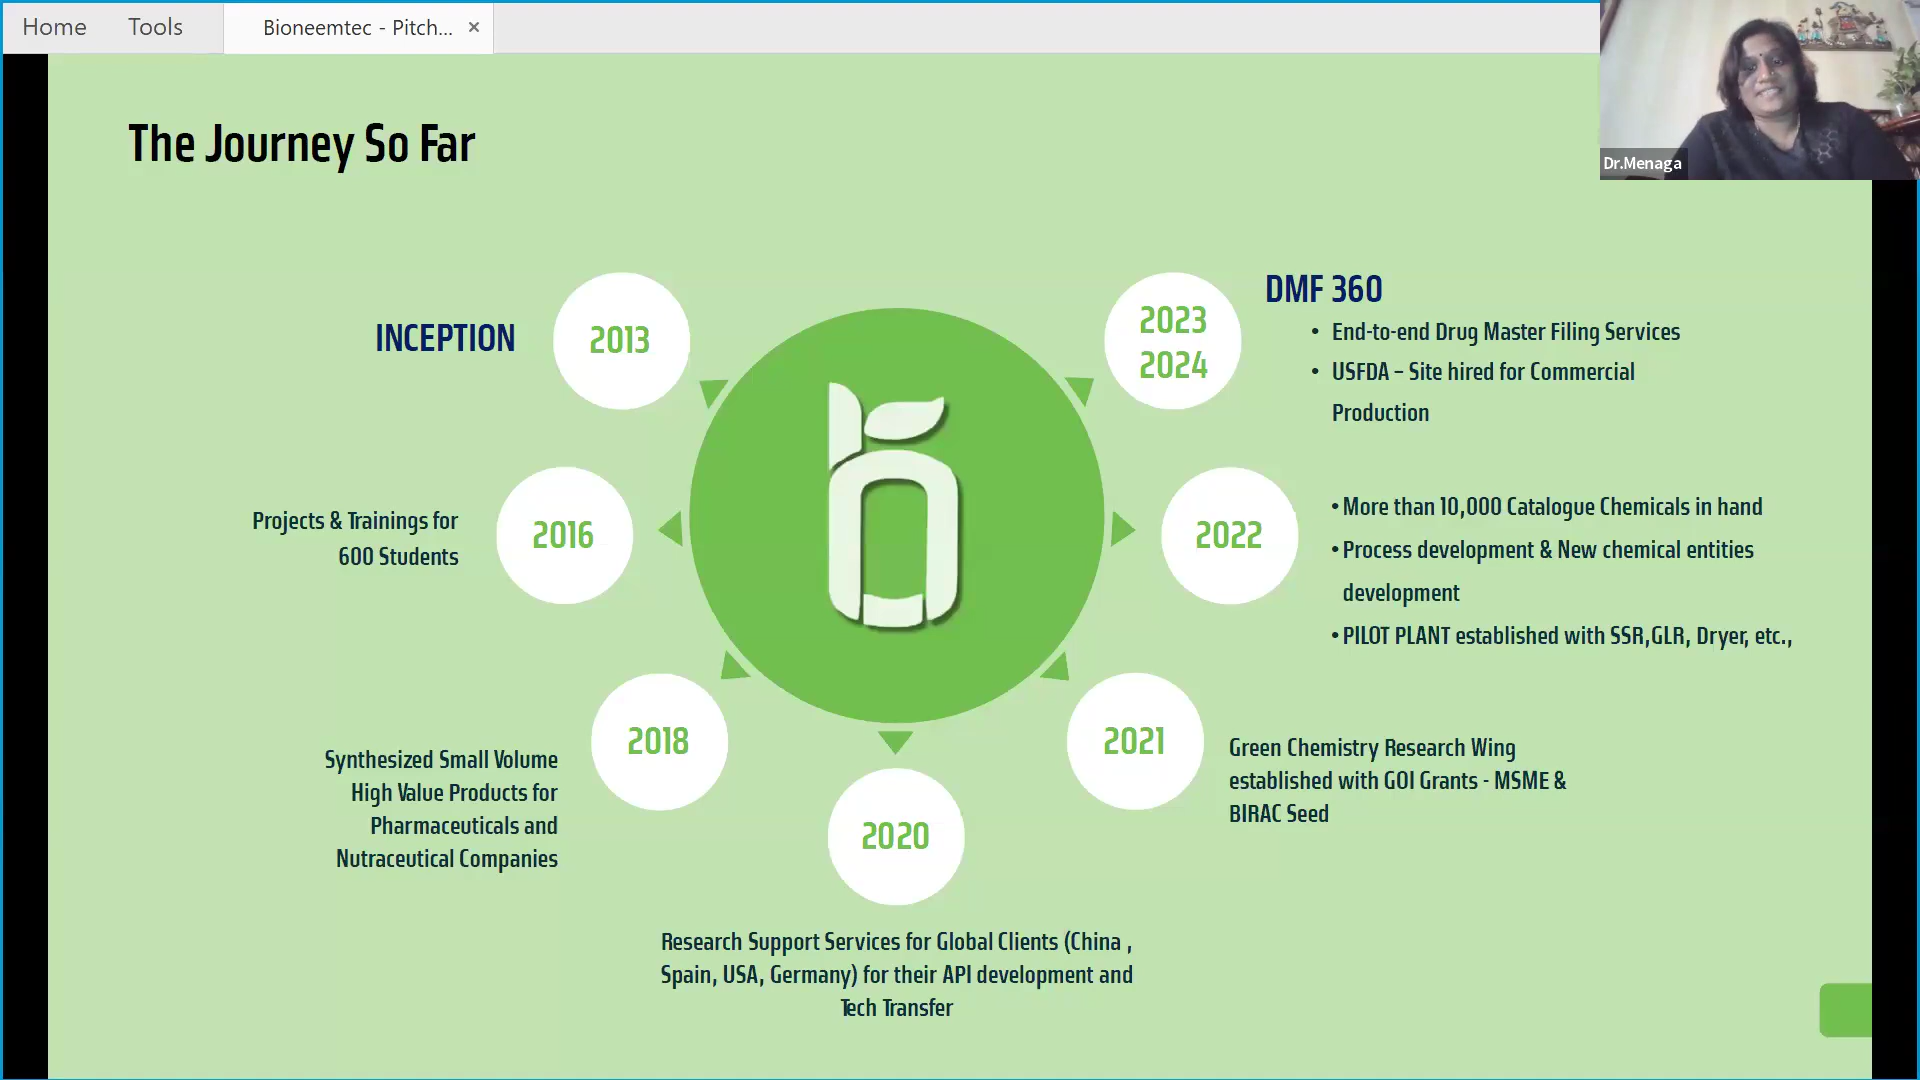 Home
Tools
Bioneemtec - Pitch...
Dr.Menaga
The Journey So Far
INCEPTION
2013
Projects & Trainings for
600 Students
2016
Synthesized Small Volume
High Value Products for
Pharmaceuticals and
Nutraceutical Companies
2018
2020
Research Support Services for Global Clients (China ,
Spain, USA, Germany) for their API development and
Tech Transfer
2021
Green Chemistry Research Wing
established with GOI Grants - MSME &
BIRAC Seed
2022
• More than 10,000 Catalogue Chemicals in hand
• Process development & New chemical entities
development
• PILOT PLANT established with SSR,GLR, Dryer, etc.,
2023
2024
DMF 360
• End-to-end Drug Master Filing Services
• USFDA – Site hired for Commercial
Production